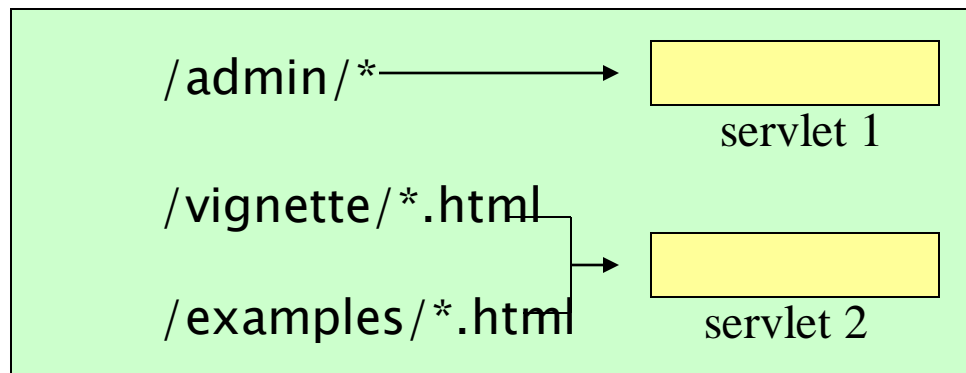 /admin/*
servlet 1
/vignette/*.html
/examples/*.html
servlet 2